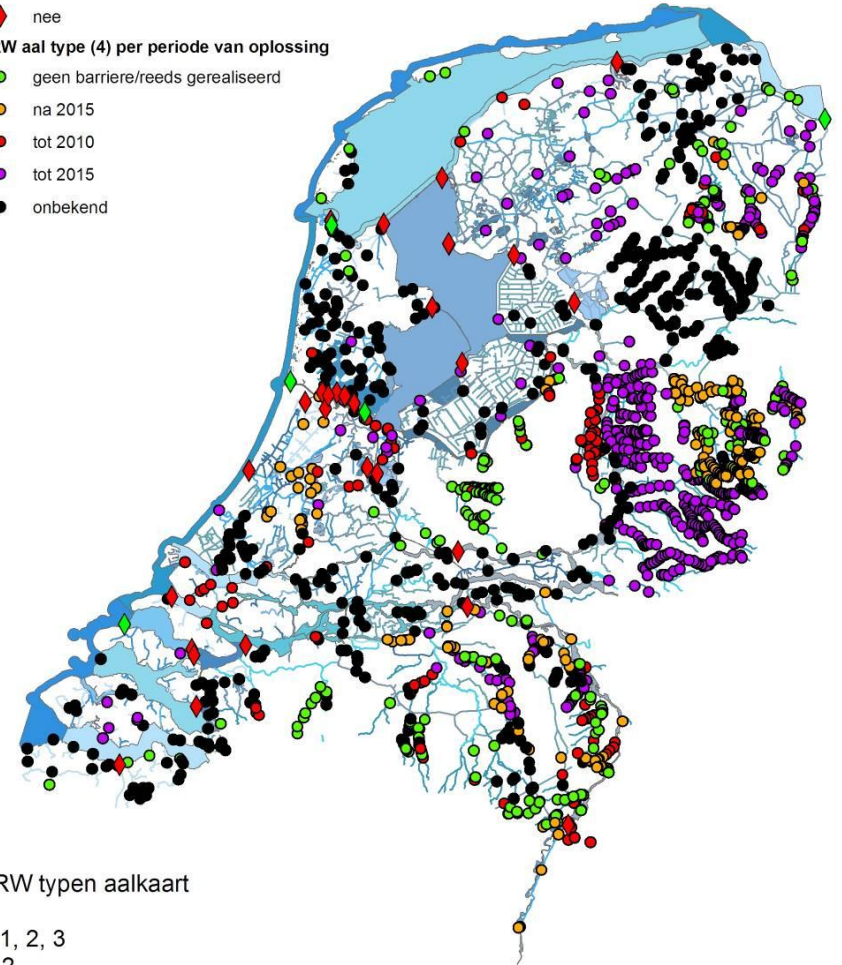 nee
W aal type (4) per periode van oplossing
geen barriere/reeds gerealiseerd
na 2015
tot 2010
tot 2015
onbekend
RW typen aalkaart
1, 2, 3